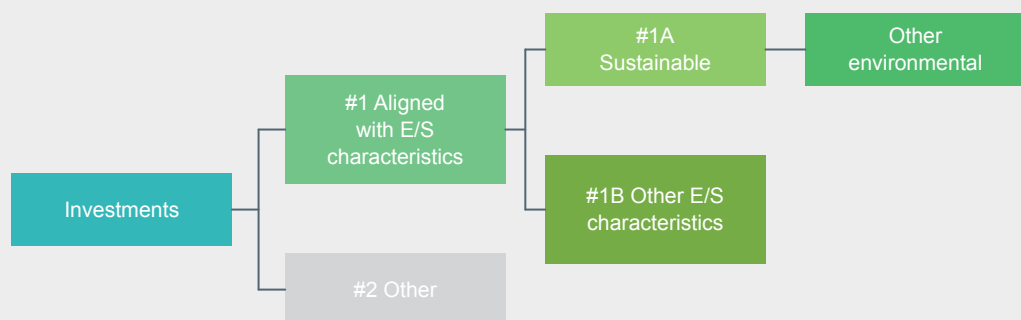 Investments
#1 Aligned
with E/S
characteristics
#2 Other
#1A
Sustainable
#1B Other E/S
characteristics
Other
environmental